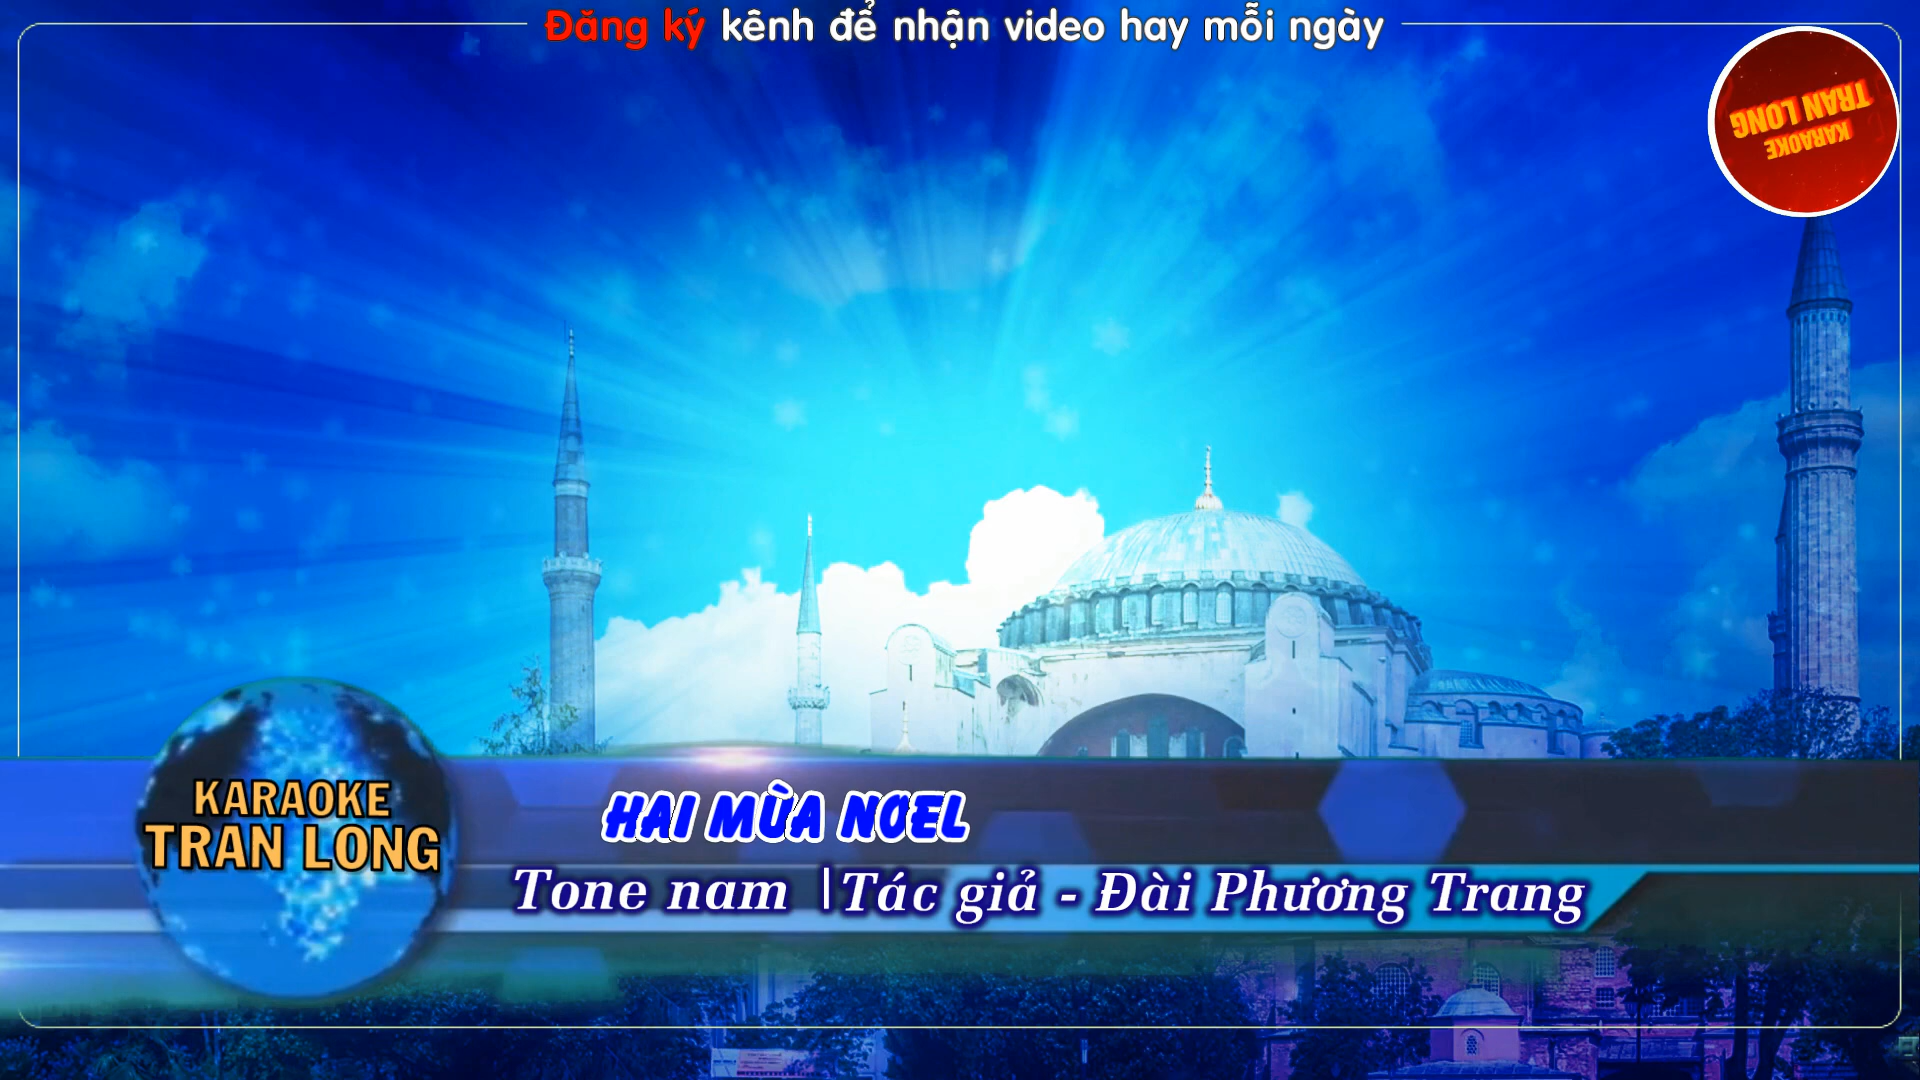 Đăng ký kênh để nhận video hay mỗi ngày
KARAOKE
TRAN LONG
KARAOKE
TRAN LONG
HAI MÙA NOEL
Tone nam | Tác giả - Đài Phương Trang